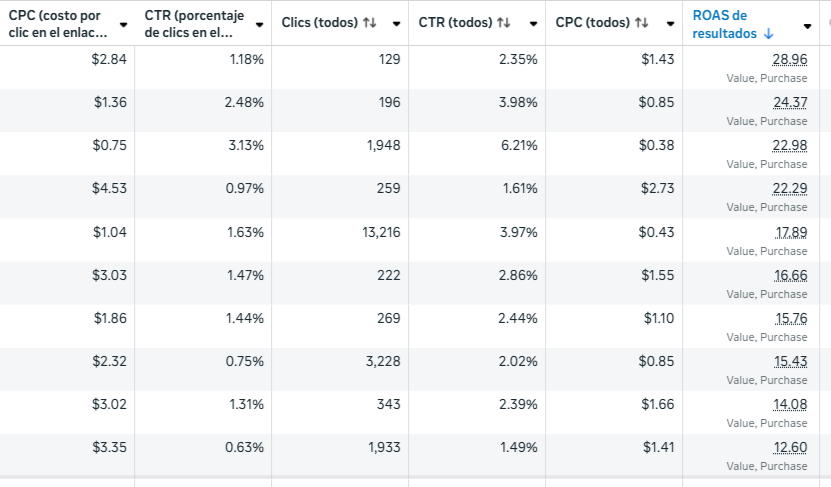 CPC (costo por clic en el enlac... CTR (porcentaje de clics en el... Clics (todos) ↑↓ CTR (todos) ↑↓ CPC (todos) ↑↓ ROAS de resultados ↓
$2.84 1.18% 129 2.35% $1.43 28.96
Value, Purchase
$1.36 2.48% 196 3.98% $0.85 24.37
Value, Purchase
$0.75 3.13% 1,948 6.21% $0.38 22.98
Value, Purchase
$4.53 0.97% 259 1.61% $2.73 22.29
Value, Purchase
$1.04 1.63% 13,216 3.97% $0.43 17.89
Value, Purchase
$3.03 1.47% 222 2.86% $1.55 16.66
Value, Purchase
$1.86 1.44% 269 2.44% $1.10 15.76
Value, Purchase
$2.32 0.75% 3,228 2.02% $0.85 15.43
Value, Purchase
$3.02 1.31% 343 2.39% $1.66 14.08
Value, Purchase
$3.35 0.63% 1,933 1.49% $1.41 12.60
Value, Purchase